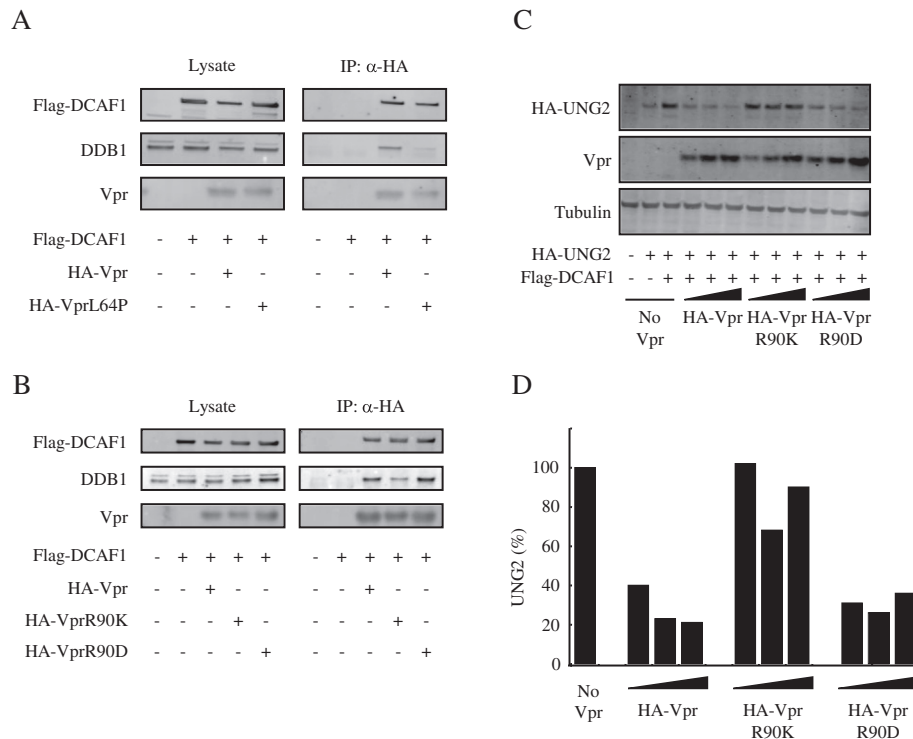 A
Lysate
IP: α-HA
Flag-DCAF1
DDB1
Vpr
Flag-DCAF1 - + + + - + + +
HA-Vpr - - + - - - + -
HA-VprL64P - - - + - - - +
B
Lysate
IP: α-HA
Flag-DCAF1
DDB1
Vpr
Flag-DCAF1 - + + + + - + + + +
HA-Vpr - - + - - - - + - -
HA-VprR90K - - - + - - - - + -
HA-VprR90D - - - - + - - - - +
C
HA-UNG2
Vpr
Tubulin
HA-UNG2 - + + + + + + + + + + +
Flag-DCAF1 - - + + + + + + + + + +
No
Vpr
HA-Vpr
HA-Vpr
R90K
HA-Vpr
R90D
D
UNG2 (%)
100
80
60
40
20
0
No
Vpr
HA-Vpr
HA-Vpr
R90K
HA-Vpr
R90D